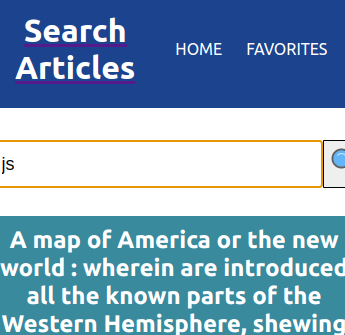 Search
Articles
HOME
FAVORITES
js
A map of America or the new
world : wherein are introduced
all the known parts of the
Western Hemisphere, shewing